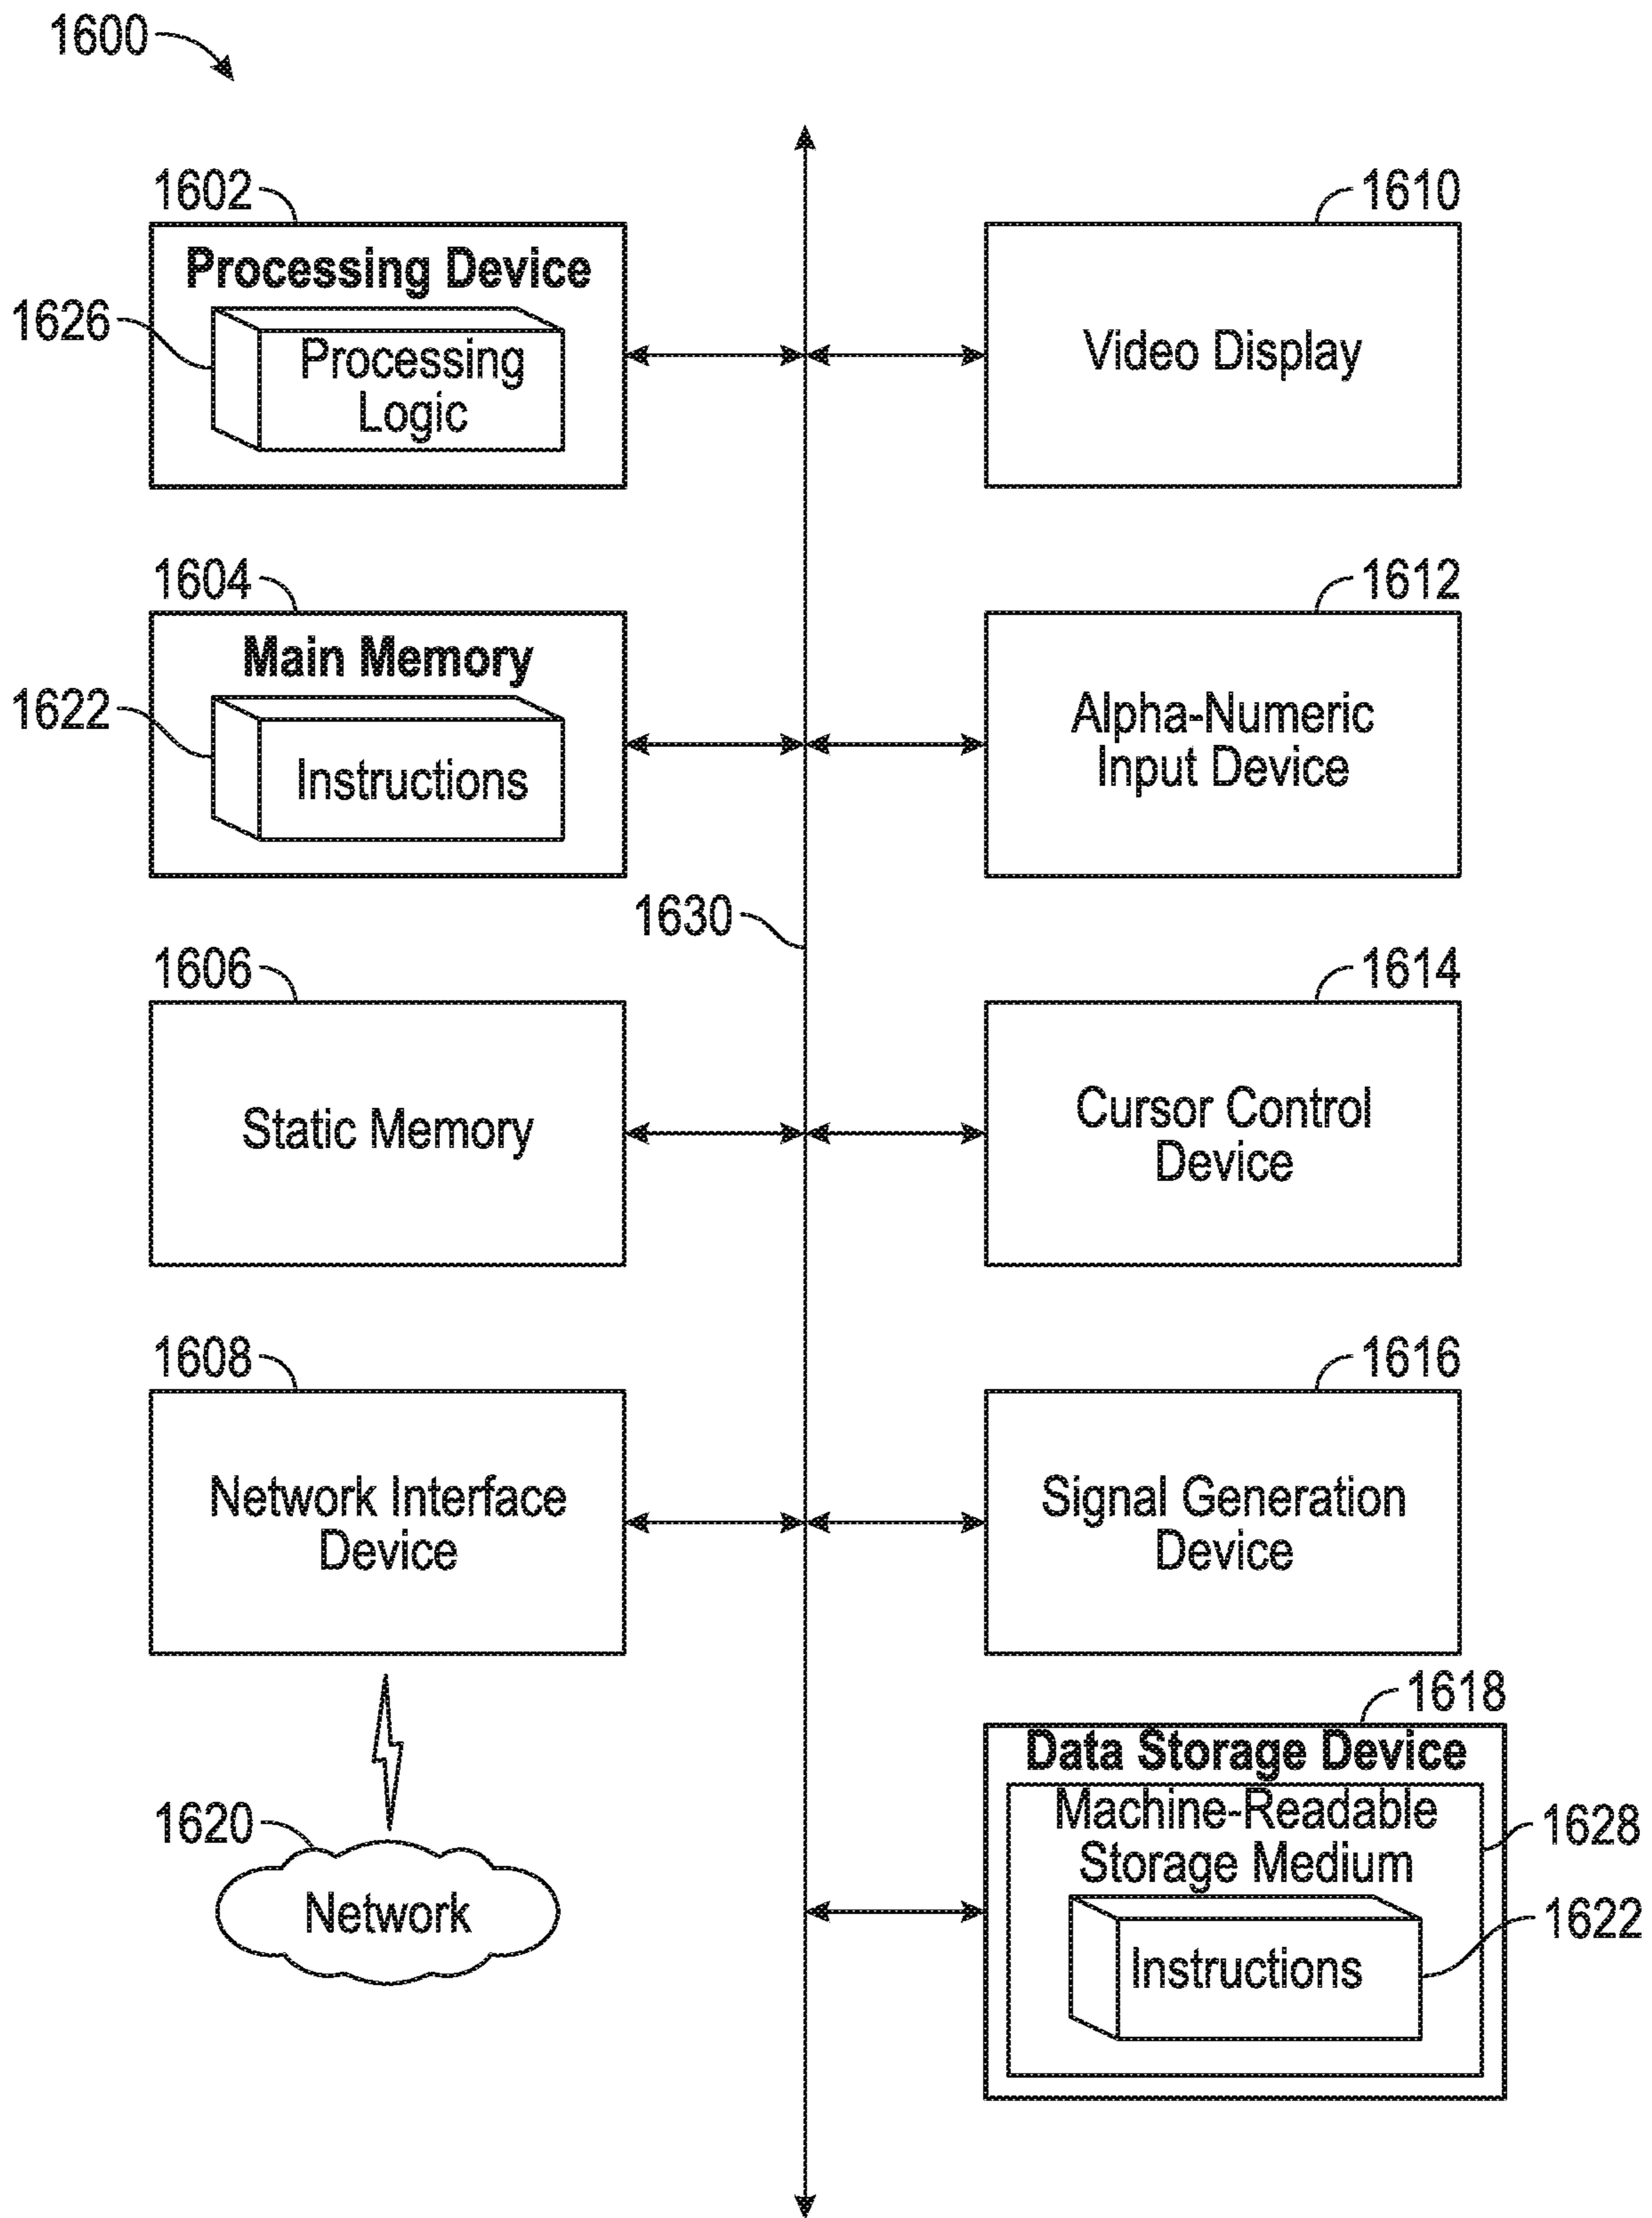 1600
1602
Processing Device
1626
Processing
Logic
1610
Video Display
1604
Main Memory
1622
Instructions
1612
Alpha-Numeric
Input Device
1630
1606
Static Memory
1614
Cursor Control
Device
1608
Network Interface
Device
1616
Signal Generation
Device
1620
Network
1618
Data Storage Device
Machine-Readable
Storage Medium
1628
Instructions
1622